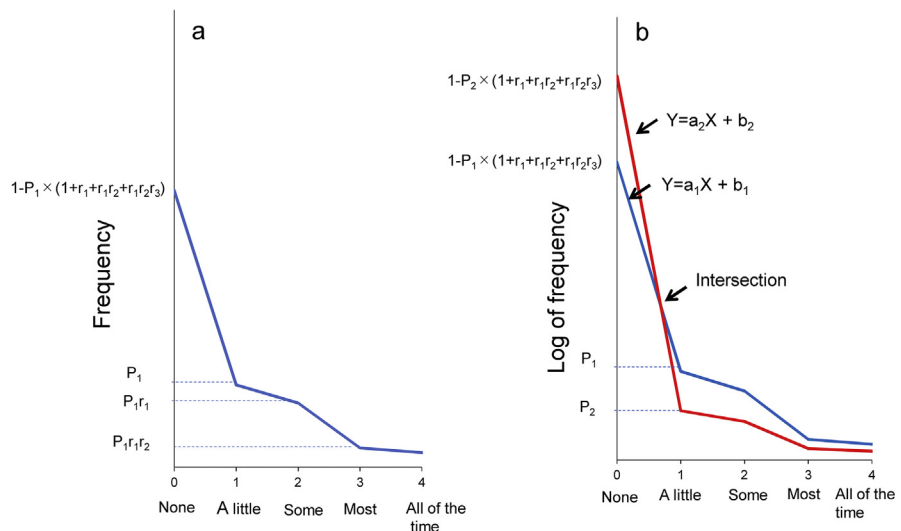 a
Frequency
1-P₁×(1+r₁+r₁r₂+r₁r₂r₃)
P₁
P₁r₁
P₁r₁r₂
0 1 2 3 4
None A little Some Most All of the
time
b
Log of frequency
1-P₂×(1+r₁+r₁r₂+r₁r₂r₃)
Y=a₂X + b₂
1-P₁×(1+r₁+r₁r₂+r₁r₂r₃)
Y=a₁X + b₁
Intersection
P₁
P₂
0 1 2 3 4
None A little Some Most All of the
time